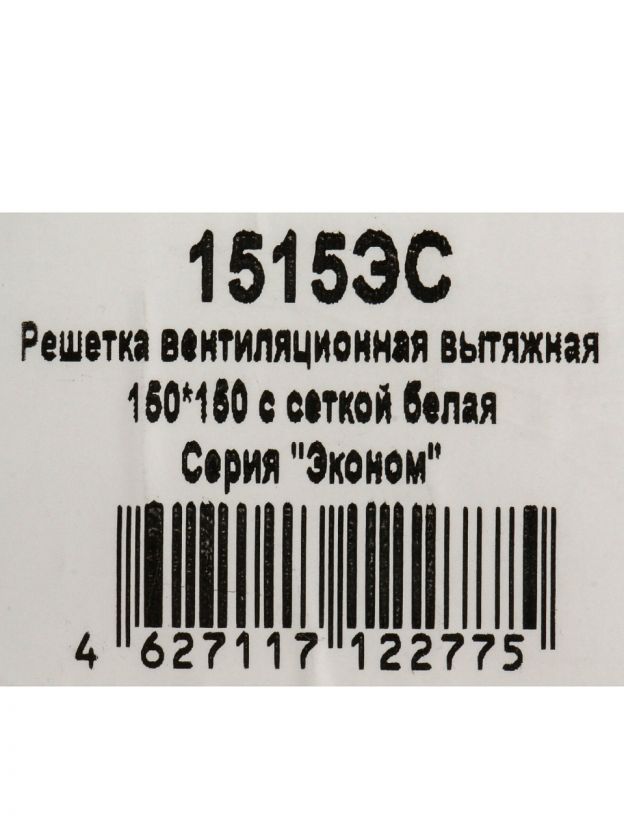 1515ЭС
Решетка вентиляционная вытяжная
150*150 с сеткой белая
Серия "Эконом"
4 627117 122775